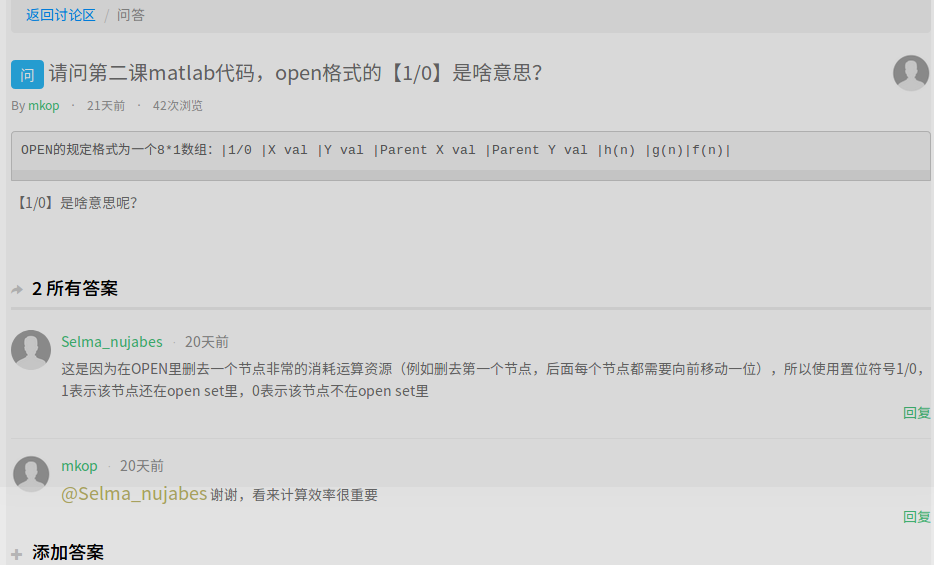 返回讨论区 / 问答
问 请问第二课matlab代码，open格式的【1/0】是啥意思？
By mkop · 21天前 · 42次浏览
OPEN的规定格式为一个8*1数组：|1/0 |X val |Y val |Parent X val |Parent Y val |h(n) |g(n)|f(n)|
【1/0】是啥意思呢？
2 所有答案
Selma_nujabes · 20天前
这是因为在OPEN里删去一个节点非常的消耗运算资源（例如删去第一个节点，后面每个节点都需要向前移动一位），所以使用置位符号1/0，
1表示该节点还在open set里，0表示该节点不在open set里
回复
mkop · 20天前
@Selma_nujabes 谢谢，看来计算效率很重要
回复
添加答案